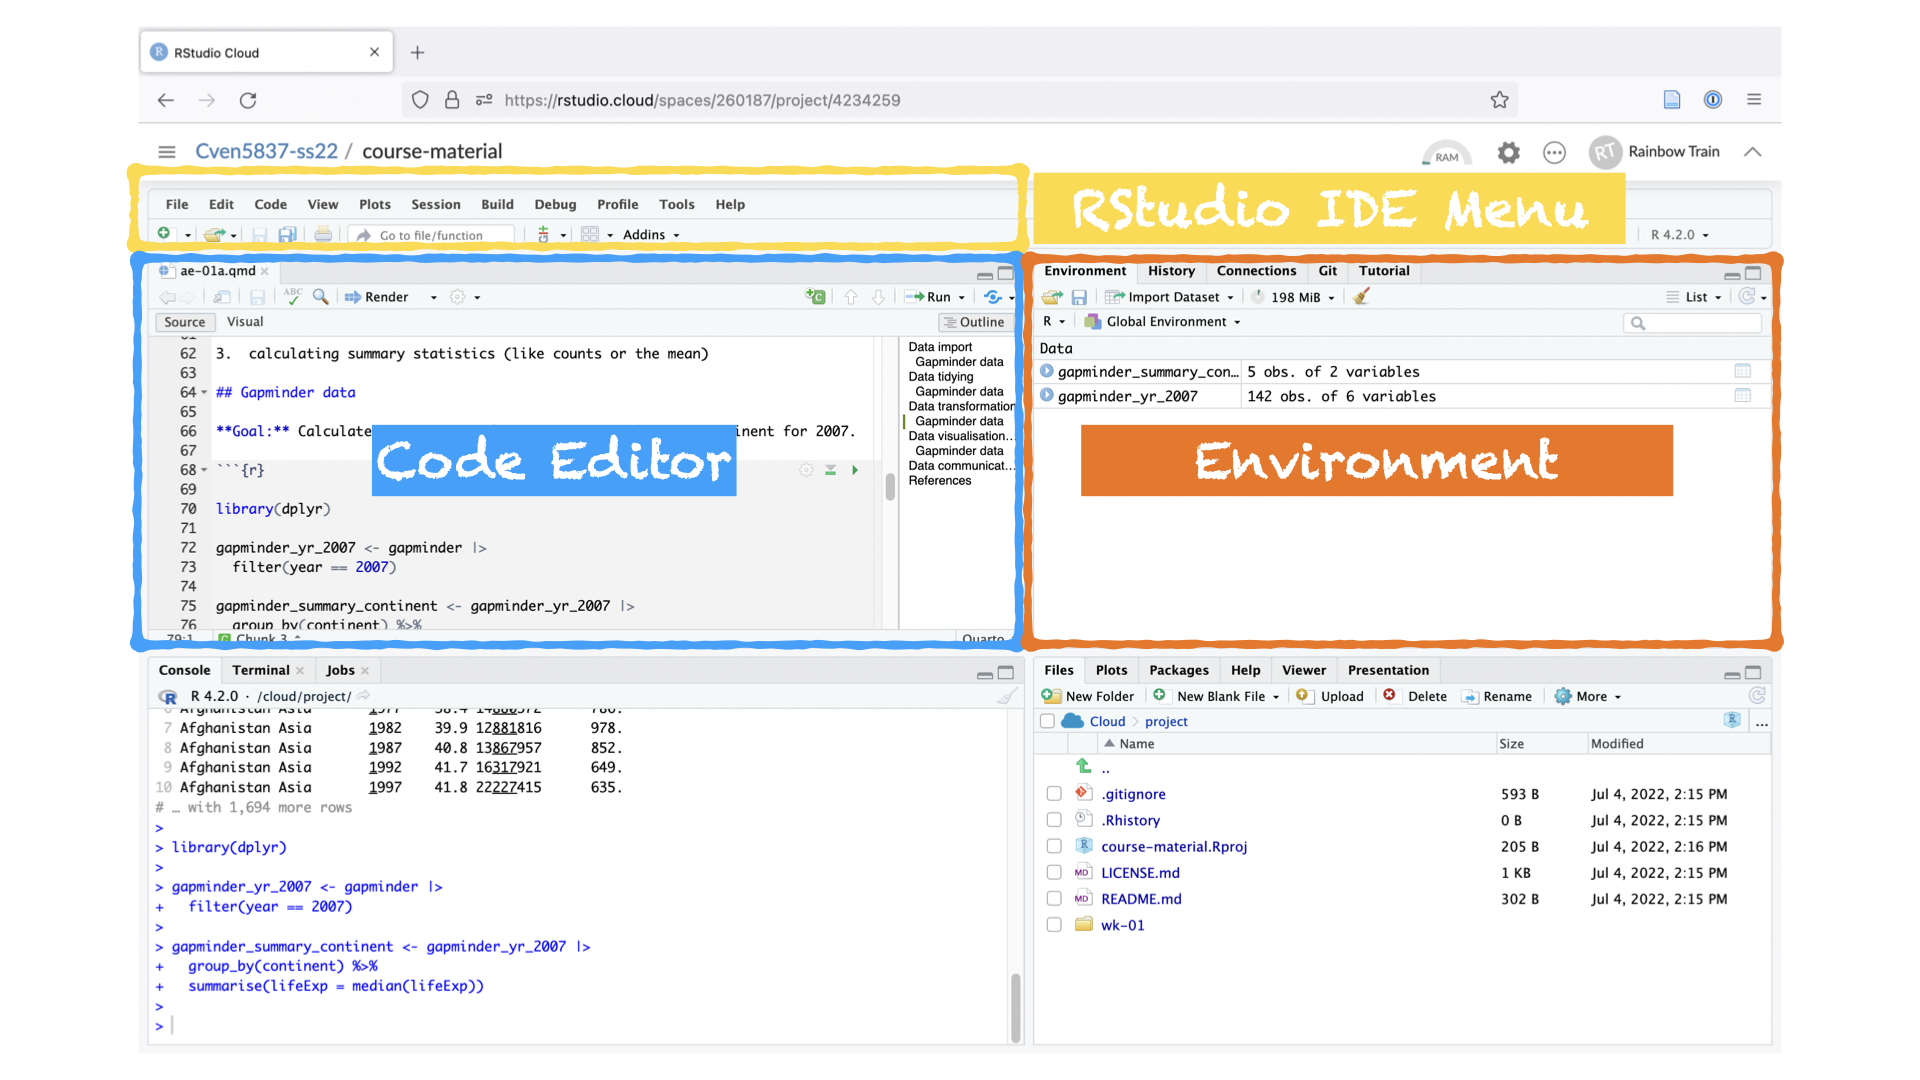 RStudio Cloud
https://rstudio.cloud/spaces/260187/project/4234259
Cven5837-ss22 / course-material
RAM
RT Rainbow Train
File Edit Code View Plots Session Build Debug Profile Tools Help
RStudio IDE Menu
Go to file/function
Addins
R 4.2.0
ae-01a.qmd
ABC
Render
Run
Source Visual
Outline
62 3. calculating summary statistics (like counts or the mean)
63
64 ## Gapminder data
65
66 **Goal:** Calculate
inent for 2007.
67
Code Editor
68 ```{r}
69
70 library(dplyr)
71
72 gapminder_yr_2007 <- gapminder |>
73 filter(year == 2007)
74
75 gapminder_summary_continent <- gapminder_yr_2007 |>
76 group_by(continent) %>%
79:1 Chunk 3
Quarto
Data import
Gapminder data
Data tidying
Gapminder data
Data transformation
Gapminder data
Data visualisation...
Gapminder data
Data communicat...
References
Environment History Connections Git Tutorial
Import Dataset 198 MiB List
R Global Environment
Data
gapminder_summary_con… 5 obs. of 2 variables
gapminder_yr_2007 142 obs. of 6 variables
Environment
Console Terminal Jobs
R 4.2.0 · /cloud/project/
6 Afghanistan Asia 1977 38.4 14880372 786.
7 Afghanistan Asia 1982 39.9 12881816 978.
8 Afghanistan Asia 1987 40.8 13867957 852.
9 Afghanistan Asia 1992 41.7 16317921 649.
10 Afghanistan Asia 1997 41.8 22227415 635.
# … with 1,694 more rows
>
> library(dplyr)
>
> gapminder_yr_2007 <- gapminder |>
+ filter(year == 2007)
>
> gapminder_summary_continent <- gapminder_yr_2007 |>
+ group_by(continent) %>%
+ summarise(lifeExp = median(lifeExp))
>
>
Files Plots Packages Help Viewer Presentation
New Folder New Blank File Upload Delete Rename More
Cloud > project
...
Name Size Modified
..
.gitignore 593 B Jul 4, 2022, 2:15 PM
.Rhistory 0 B Jul 4, 2022, 2:15 PM
course-material.Rproj 205 B Jul 4, 2022, 2:16 PM
MD LICENSE.md 1 KB Jul 4, 2022, 2:15 PM
MD README.md 302 B Jul 4, 2022, 2:15 PM
wk-01